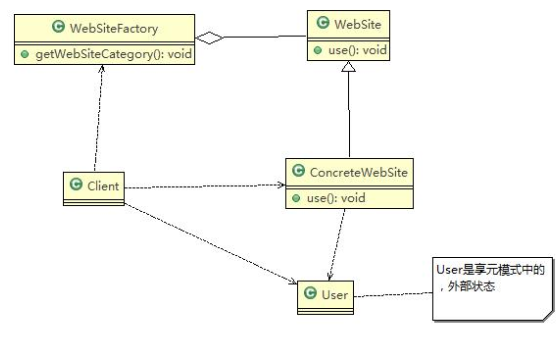 WebSiteFactory
getWebSiteCategory(): void
WebSite
use(): void
Client
ConcreteWebSite
use(): void
User
User是享元模式中的
，外部状态